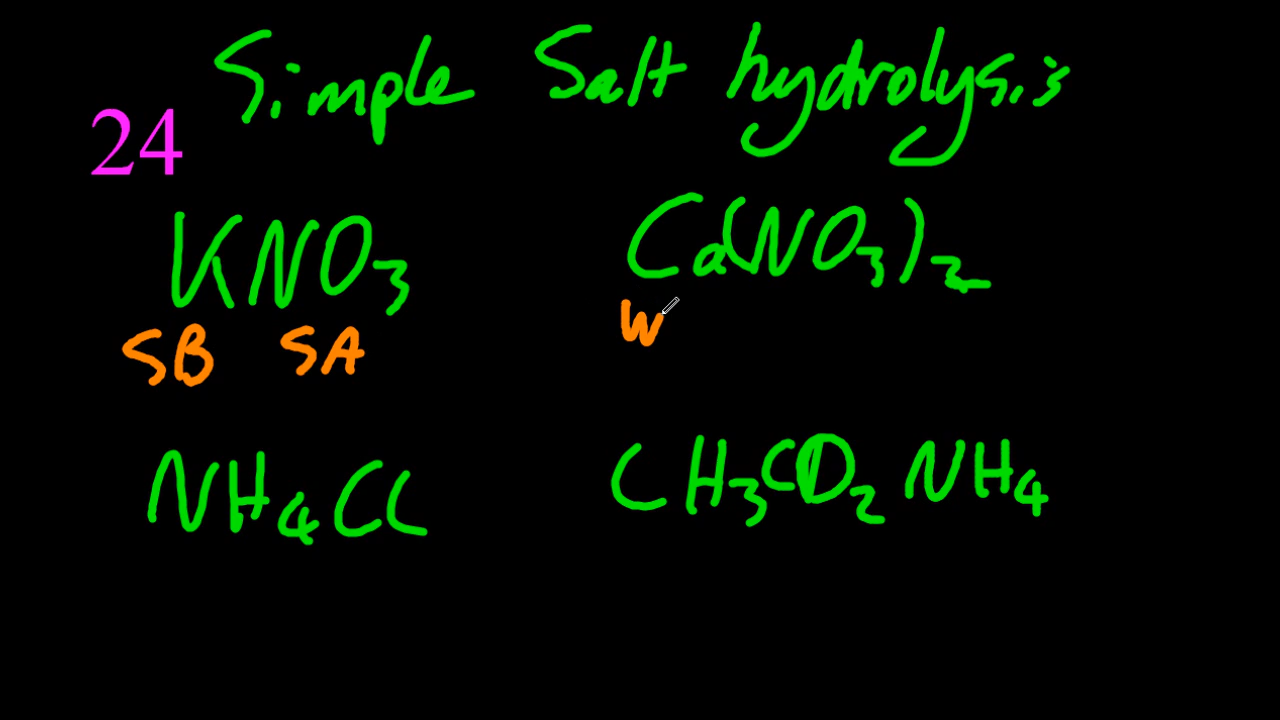 Simple Salt hydrolysis
24
KNO₃ Ca(NO₃)₂
SB SA W
NH₄Cl CH₃CO₂NH₄